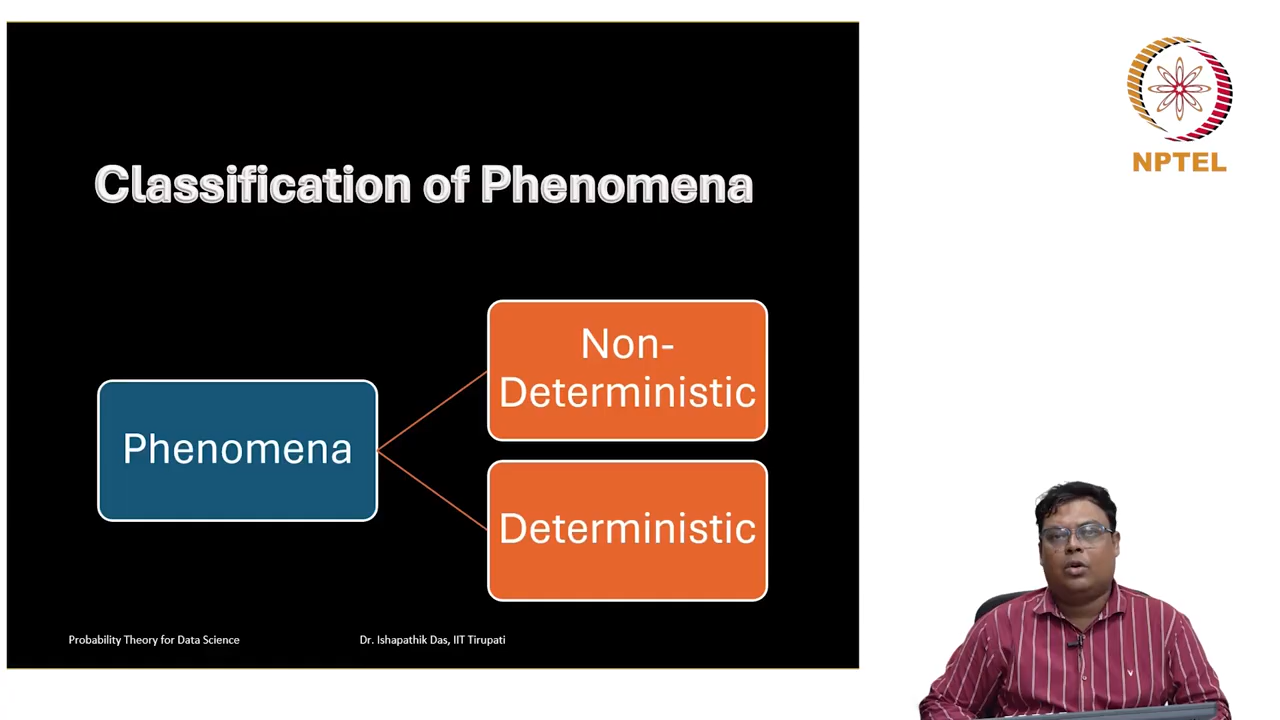 Classification of Phenomena
Phenomena
Non-
Deterministic
Deterministic
Probability Theory for Data Science
Dr. Ishapathik Das, IIT Tirupati
NPTEL